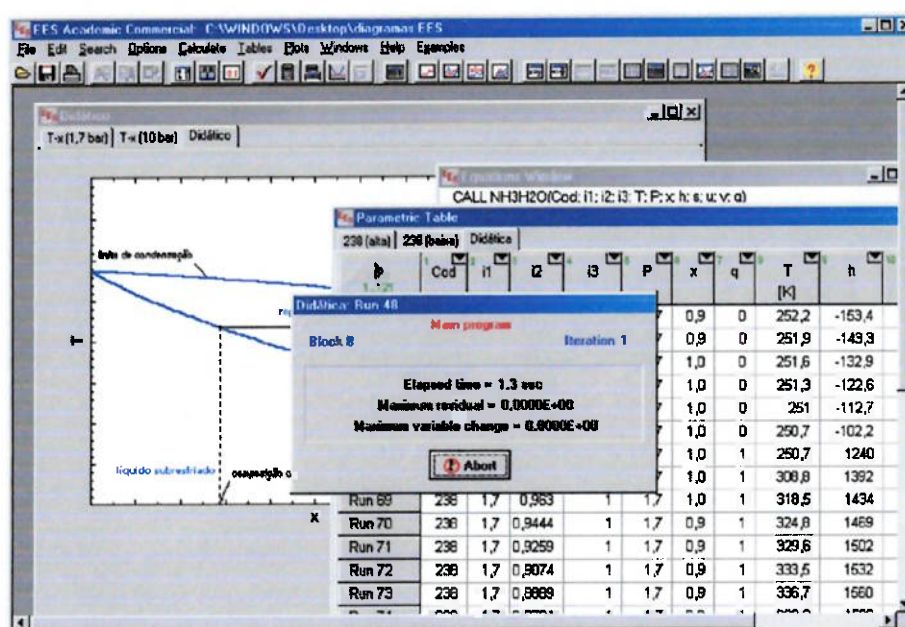 EES Academic Commercial: C:\WINDOWS\Desktop\diagramas EES
File Edit Search Options Calculate Tables Plots Windows Help Examples
Didático
T-x(1,7 bar) T-x (10 bar) Didático
Equations Window
CALL NH3H2O(Cod; i1; i2; i3: T; P; x; h; s; u; v; q)
Parametric Table
238 (alta) 238 (baixa) Didática
1..21 Cod i1 i2 i3 P x q T [K] h
linha de condensação
T
líquido subresfriado
x
0,9 0 252,2 -153,4
0,9 0 251,9 -143,3
1,0 0 251,6 -132,9
1,0 0 251,3 -122,6
1,0 0 251 -112,7
1,0 0 250,7 -102,2
1,0 1 250,7 1240
1,0 1 308,8 1392
Run 69 238 1,7 0,963 1 1,7 1,0 1 318,5 1434
Run 70 238 1,7 0,9444 1 1,7 0,9 1 324,8 1469
Run 71 238 1,7 0,9259 1 1,7 0,9 1 329,6 1502
Run 72 238 1,7 0,9074 1 1,7 0,9 1 333,5 1532
Run 73 238 1,7 0,8889 1 1,7 0,9 1 336,7 1560
Didática: Run 48
Main program
Block 8 Iteration 1
Elapsed time = 1.3 sec
Maximum residual = 0.0000E+00
Maximum variable change = 0.0000E+00
Abort